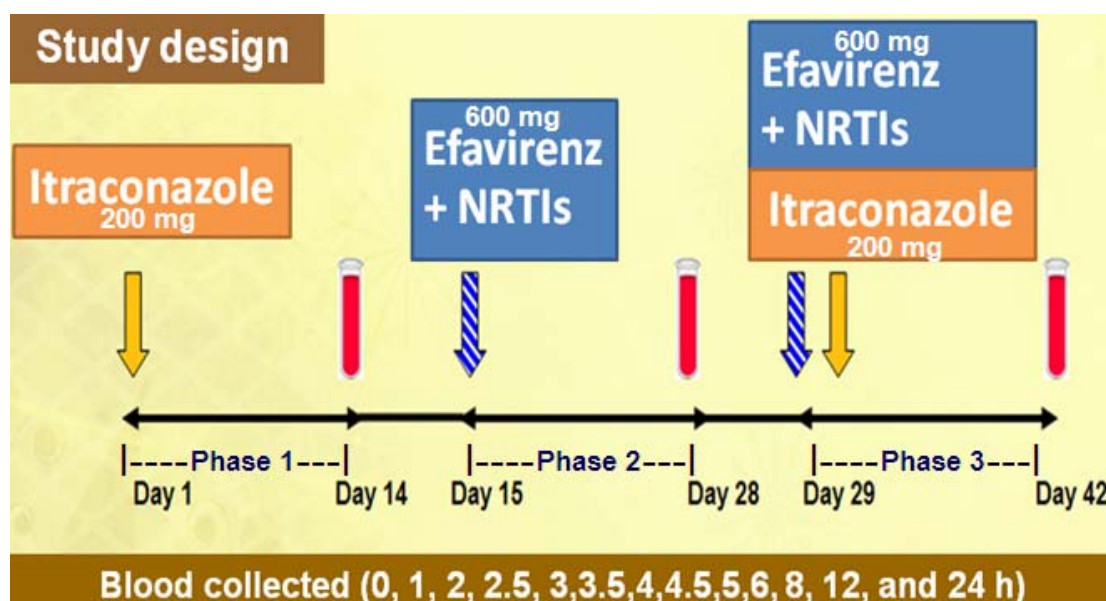 Study design
Itraconazole
200 mg
600 mg
Efavirenz
+ NRTIs
600 mg
Efavirenz
+ NRTIs
Itraconazole
200 mg
|----Phase 1---|
|----Phase 2---|
|----Phase 3---|
Day 1
Day 14
Day 15
Day 28
Day 29
Day 42
Blood collected (0, 1, 2, 2.5, 3,3.5,4,4.5,5,6, 8, 12, and 24 h)